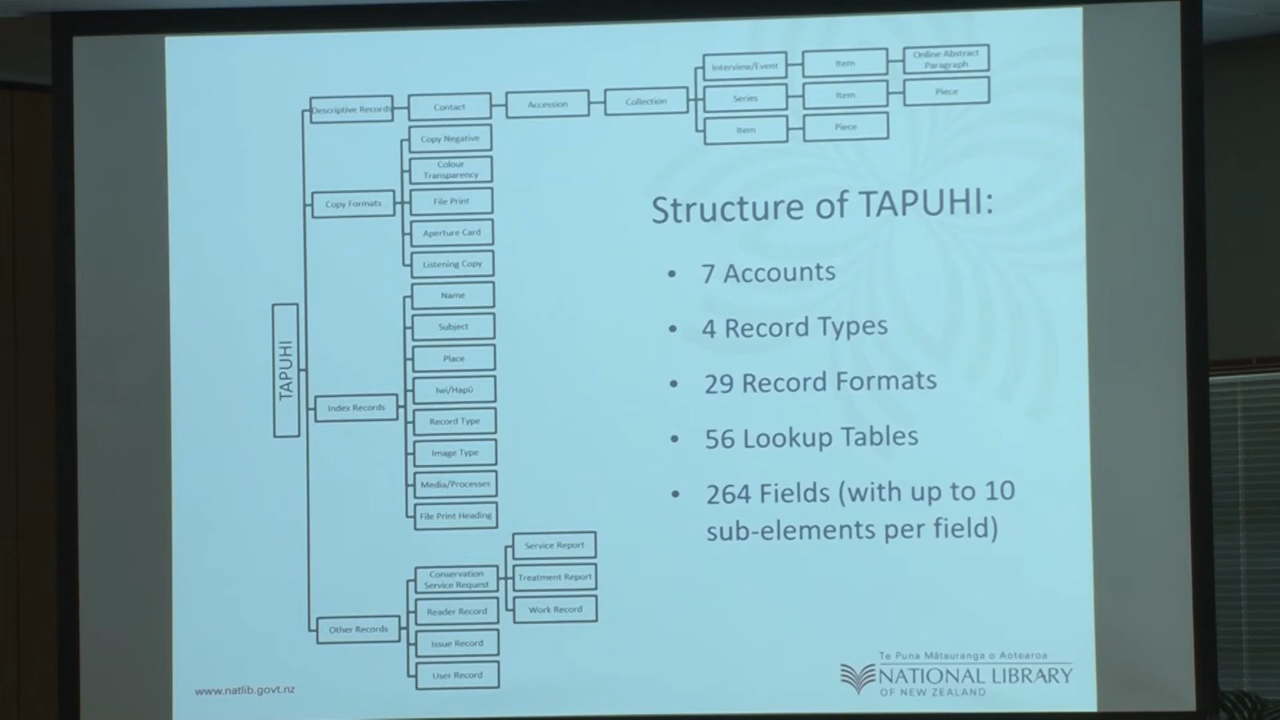 TAPUHI
Descriptive Records
Contact
Accession
Collection
Interview/Event
Item
Online Abstract
Paragraph
Series
Item
Piece
Item
Piece
Copy Formats
Copy Negative
Colour
Transparency
File Print
Aperture Card
Listening Copy
Index Records
Name
Subject
Place
Iwi/Hapū
Record Type
Image Type
Media/Processes
File Print Heading
Other Records
Conservation
Service Request
Service Report
Treatment Report
Work Record
Reader Record
Issue Record
User Record
Structure of TAPUHI:
• 7 Accounts
• 4 Record Types
• 29 Record Formats
• 56 Lookup Tables
• 264 Fields (with up to 10
sub-elements per field)
www.natlib.govt.nz
Te Puna Mātauranga o Aotearoa
NATIONAL LIBRARY
OF NEW ZEALAND